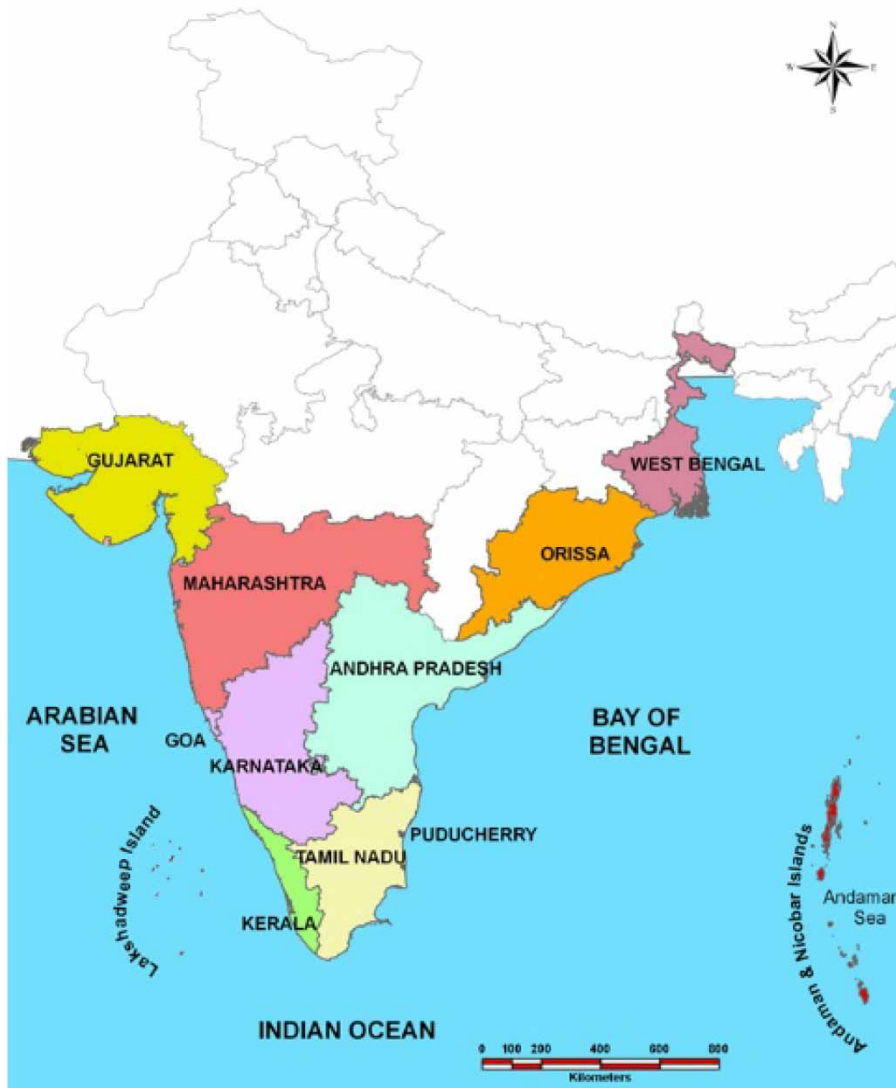 N
W E
S
GUJARAT
WEST BENGAL
ORISSA
MAHARASHTRA
ANDHRA PRADESH
ARABIAN
SEA
BAY OF
BENGAL
GOA
KARNATAKA
PUDUCHERRY
TAMIL NADU
KERALA
Lakshadweep Island
Andaman & Nicobar Islands
Andaman
Sea
INDIAN OCEAN
0 100 200 400 600 800
Kilometers